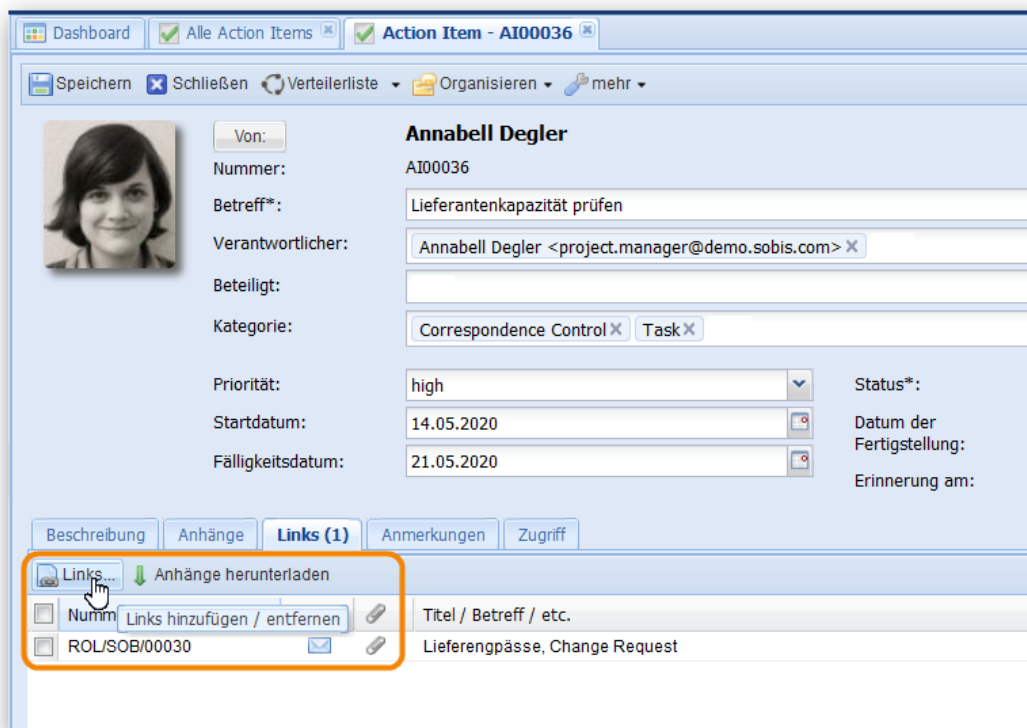 Dashboard Alle Action Items Action Item - AI00036
Speichern Schließen Verteilerliste Organisieren mehr
Von: Annabell Degler
Nummer: AI00036
Betreff*: Lieferantenkapazität prüfen
Verantwortlicher: Annabell Degler <project.manager@demo.sobis.com>
Beteiligt:
Kategorie: Correspondence Control Task
Priorität: high Status*:
Startdatum: 14.05.2020 Datum der
Fertigstellung:
Fälligkeitsdatum: 21.05.2020
Erinnerung am:
Beschreibung Anhänge Links (1) Anmerkungen Zugriff
Links... Anhänge herunterladen
Links hinzufügen / entfernen Titel / Betreff / etc.
ROL/SOB/00030 Lieferengpässe, Change Request